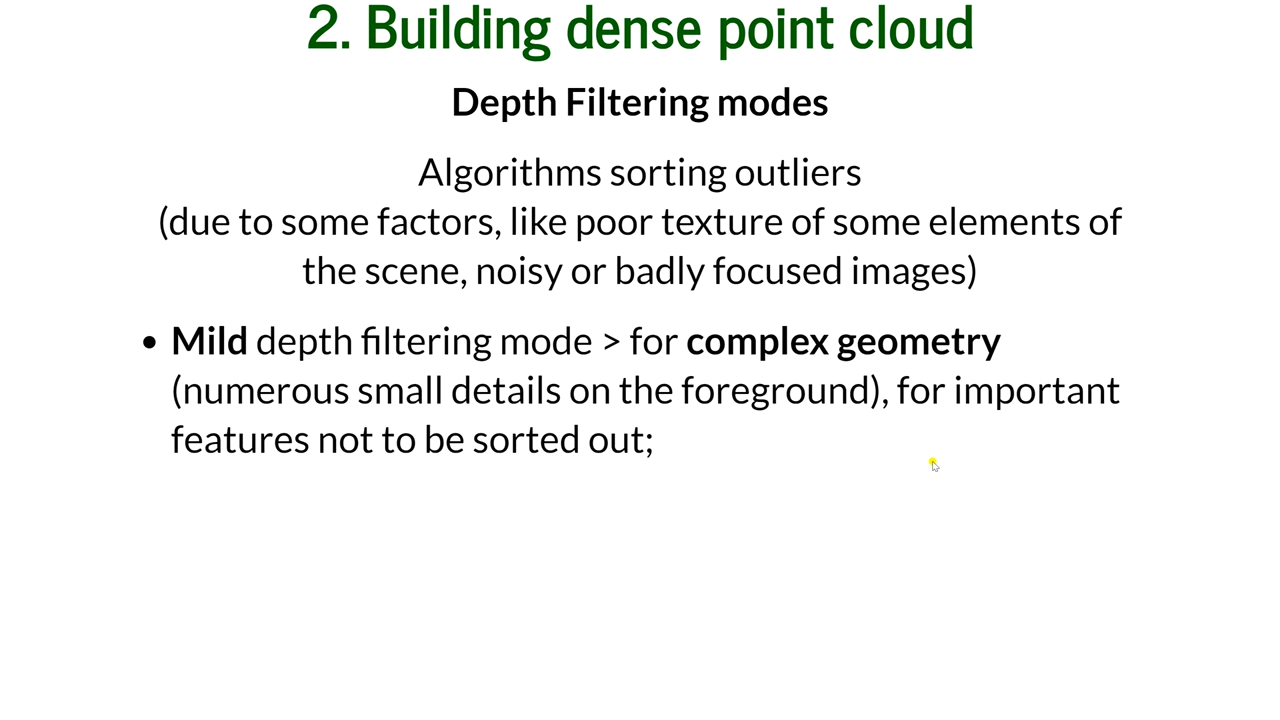 2. Building dense point cloud
Depth Filtering modes
Algorithms sorting outliers
(due to some factors, like poor texture of some elements of
the scene, noisy or badly focused images)
• Mild depth filtering mode > for complex geometry
(numerous small details on the foreground), for important
features not to be sorted out;